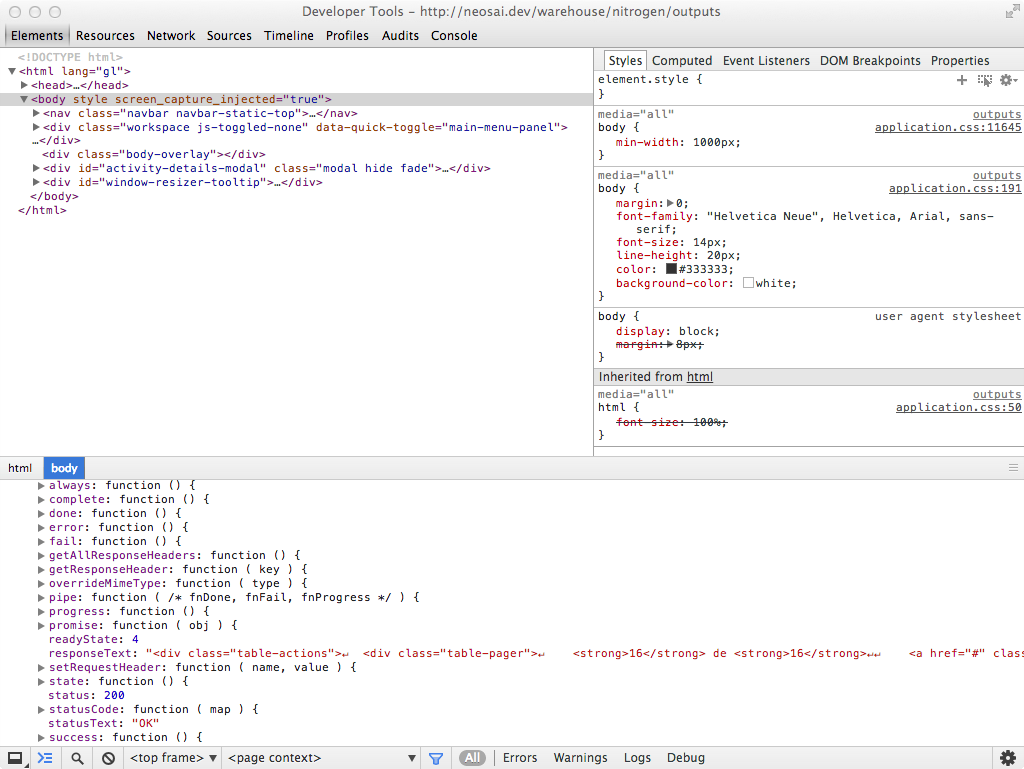 Developer Tools - http://neosai.dev/warehouse/nitrogen/outputs
Elements Resources Network Sources Timeline Profiles Audits Console
<!DOCTYPE html>
<html lang="gl">
<head>…</head>
<body style screen_capture_injected="true">
<nav class="navbar navbar-static-top">…</nav>
<div class="workspace js-toggled-none" data-quick-toggle="main-menu-panel">
…</div>
<div class="body-overlay"></div>
<div id="activity-details-modal" class="modal hide fade">…</div>
<div id="window-resizer-tooltip">…</div>
</body>
</html>
Styles Computed Event Listeners DOM Breakpoints Properties
element.style {
}
media="all" outputs
body { application.css:11645
min-width: 1000px;
}
media="all" outputs
body { application.css:191
margin: 0;
font-family: "Helvetica Neue", Helvetica, Arial, sans-
serif;
font-size: 14px;
line-height: 20px;
color: #333333;
background-color: white;
}
body { user agent stylesheet
display: block;
margin: 8px;
}
Inherited from html
media="all" outputs
html { application.css:50
font-size: 100%;
}
html body
always: function () {
complete: function () {
done: function () {
error: function () {
fail: function () {
getAllResponseHeaders: function () {
getResponseHeader: function ( key ) {
overrideMimeType: function ( type ) {
pipe: function ( /* fnDone, fnFail, fnProgress */ ) {
progress: function () {
promise: function ( obj ) {
readyState: 4
responseText: "<div class="table-actions">↵  <div class="table-pager">↵    <strong>16</strong> de <strong>16</strong>↵↵    <a href="#" class
setRequestHeader: function ( name, value ) {
state: function () {
status: 200
statusCode: function ( map ) {
statusText: "OK"
success: function () {
<top frame> <page context> All Errors Warnings Logs Debug